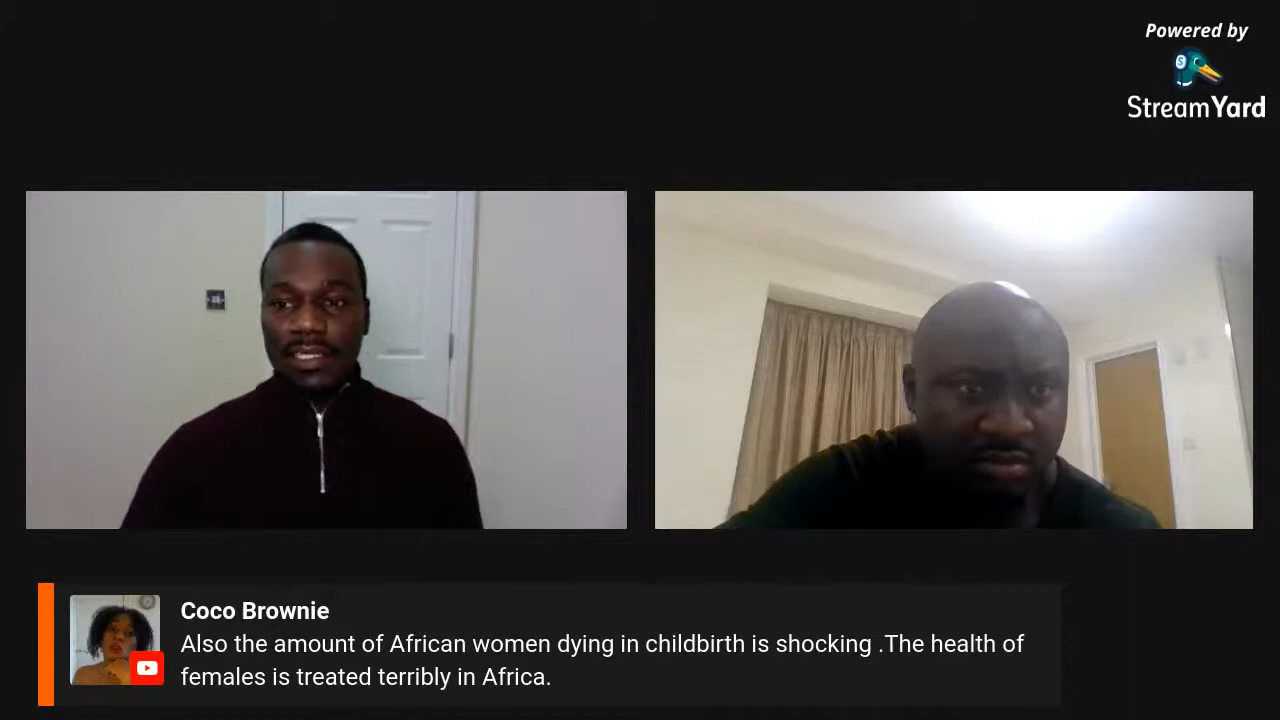 Powered by
StreamYard
Coco Brownie
Also the amount of African women dying in childbirth is shocking .The health of
females is treated terribly in Africa.